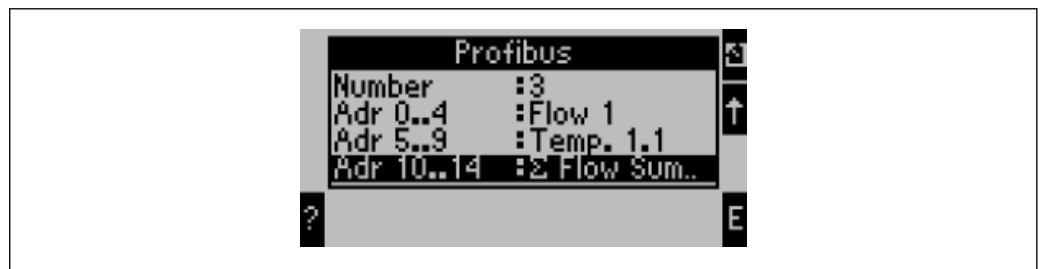 Profibus
Number :3
Adr 0..4 :Flow 1
Adr 5..9 :Temp. 1.1
Adr 10..14 :Σ Flow Sum..
↑
? E